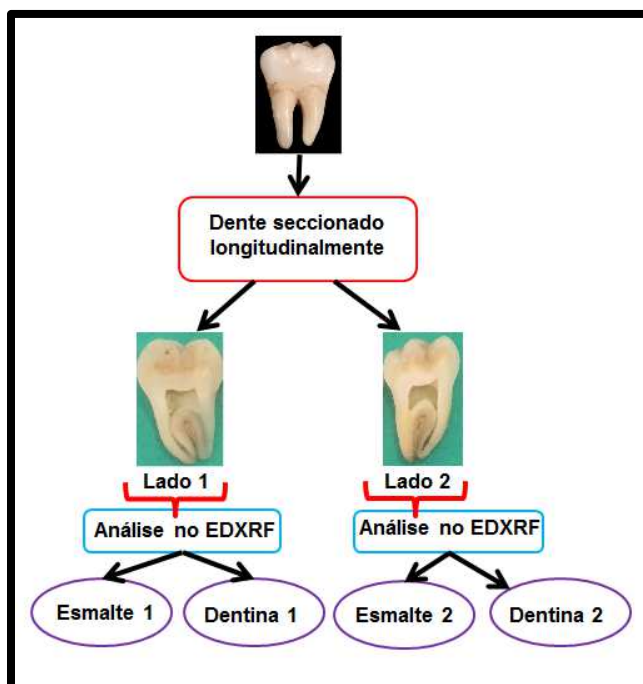 Dente seccionado
longitudinalmente
Lado 1
Lado 2
Análise no EDXRF
Análise no EDXRF
Esmalte 1
Dentina 1
Esmalte 2
Dentina 2